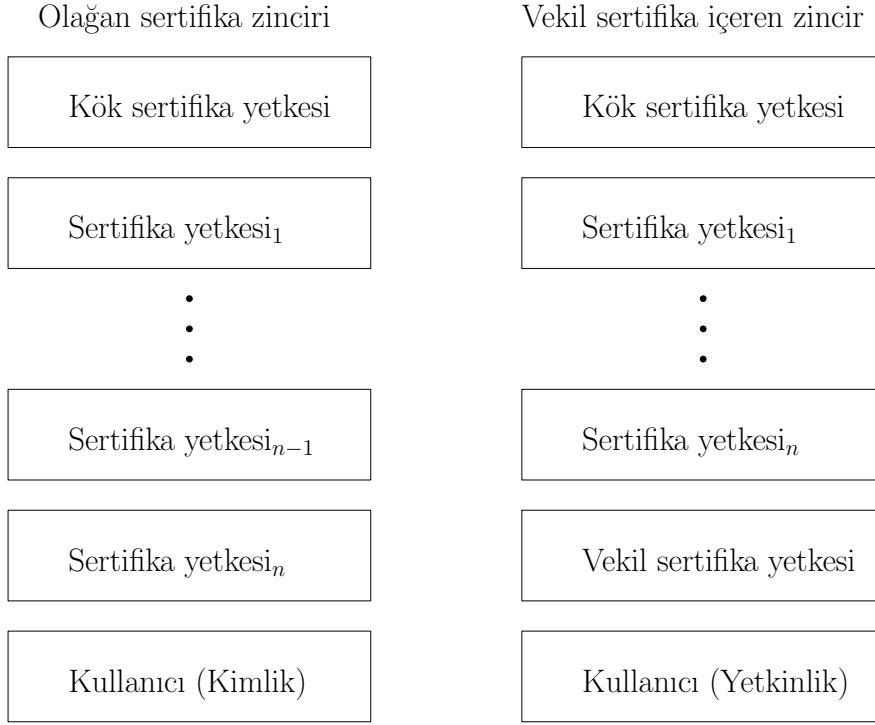 Olağan sertifika zinciri
Kök sertifika yetkesi
Sertifika yetkesi₁
Sertifika yetkesiₙ₋₁
Sertifika yetkesiₙ
Kullanıcı (Kimlik)
Vekil sertifika içeren zincir
Kök sertifika yetkesi
Sertifika yetkesi₁
Sertifika yetkesiₙ
Vekil sertifika yetkesi
Kullanıcı (Yetkinlik)